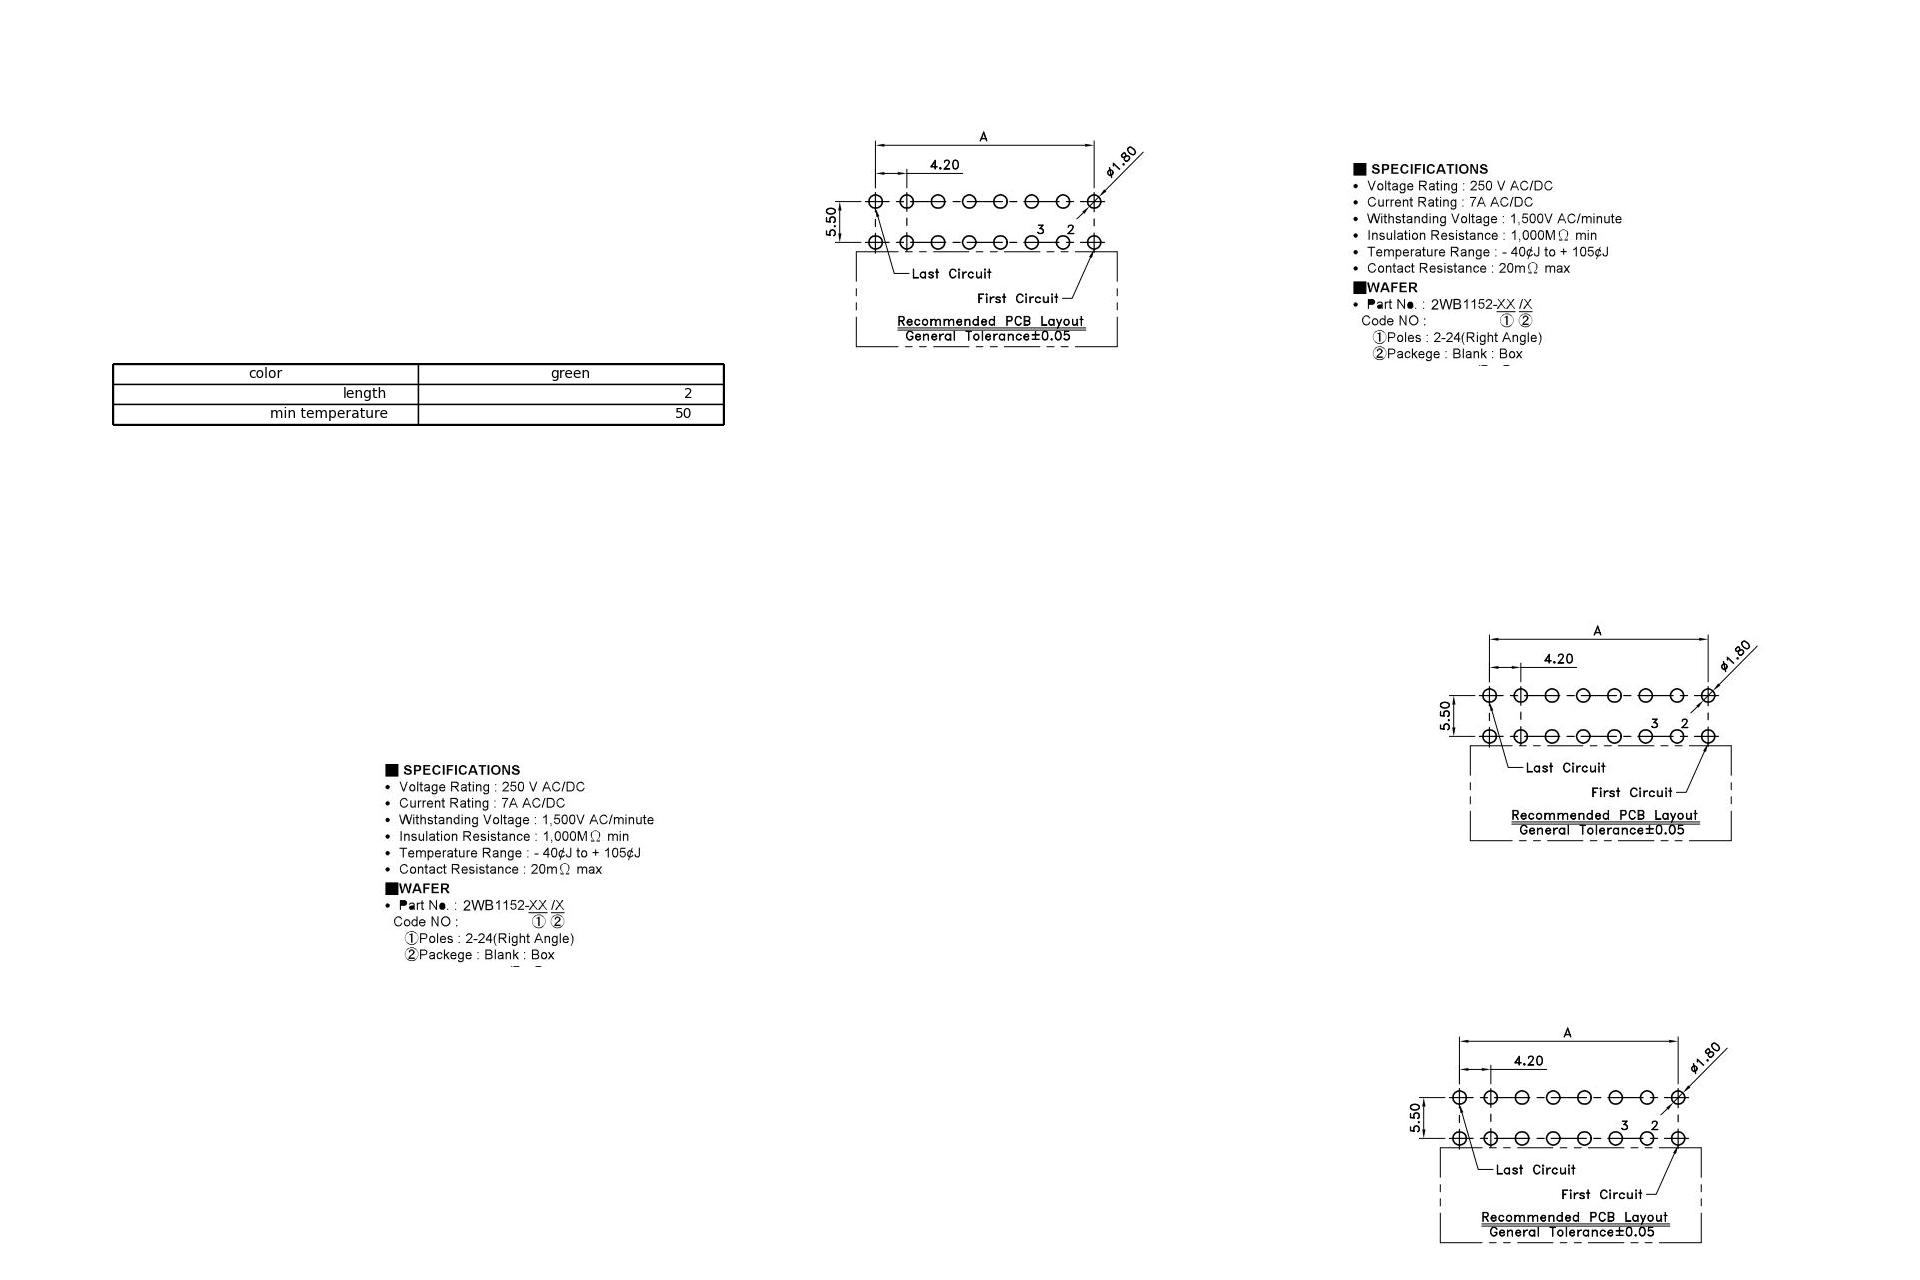 A
4.20
ø1.80
5.50
3 2
Last Circuit
First Circuit
Recommended PCB Layout
General Tolerance±0.05
■ SPECIFICATIONS
• Voltage Rating : 250 V AC/DC
• Current Rating : 7A AC/DC
• Withstanding Voltage : 1,500V AC/minute
• Insulation Resistance : 1,000MΩ min
• Temperature Range : - 40¢J to + 105¢J
• Contact Resistance : 20mΩ max
■WAFER
• Part No. : 2WB1152-XX /X
Code NO : ① ②
①Poles : 2-24(Right Angle)
②Packege : Blank : Box
color green
length 2
min temperature 50
A
4.20
ø1.80
5.50
3 2
Last Circuit
First Circuit
Recommended PCB Layout
General Tolerance±0.05
■ SPECIFICATIONS
• Voltage Rating : 250 V AC/DC
• Current Rating : 7A AC/DC
• Withstanding Voltage : 1,500V AC/minute
• Insulation Resistance : 1,000MΩ min
• Temperature Range : - 40¢J to + 105¢J
• Contact Resistance : 20mΩ max
■WAFER
• Part No. : 2WB1152-XX /X
Code NO : ① ②
①Poles : 2-24(Right Angle)
②Packege : Blank : Box
A
4.20
ø1.80
5.50
3 2
Last Circuit
First Circuit
Recommended PCB Layout
General Tolerance±0.05